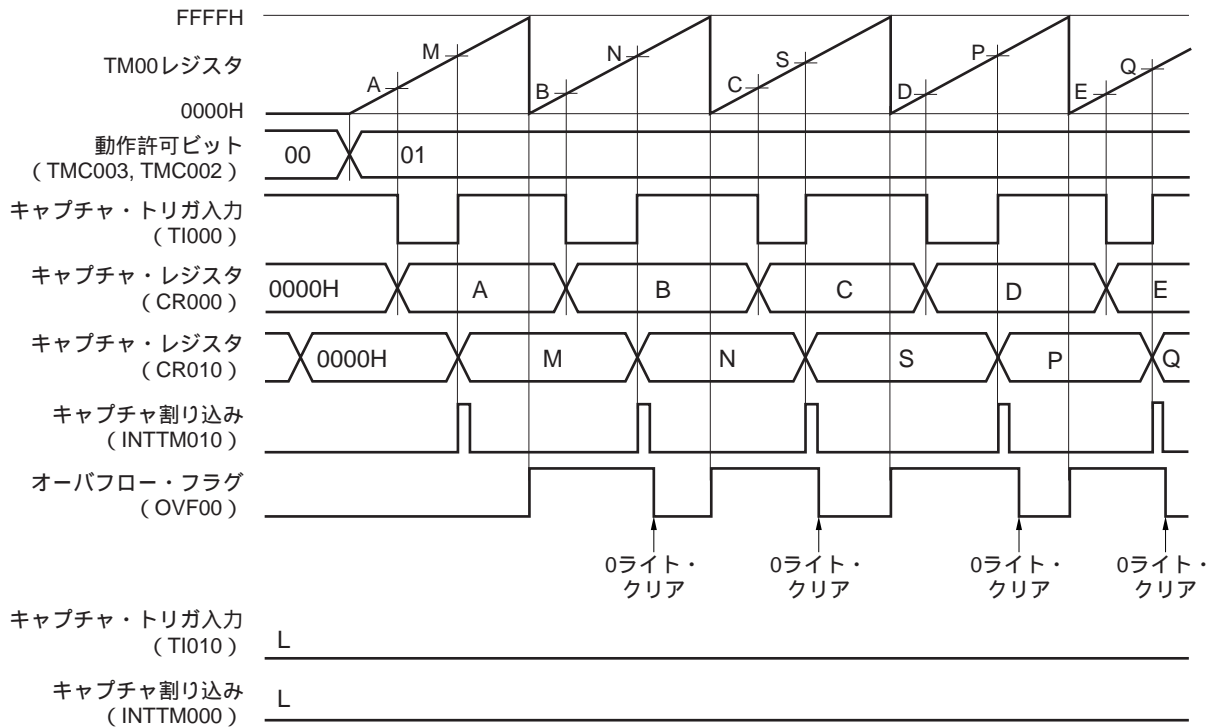 FFFFH
TM00レジスタ
0000H
A
M
B
N
C
S
D
P
E
Q
動作許可ビット
（TMC003, TMC002）
00
01
キャプチャ・トリガ入力
（TI000）
キャプチャ・レジスタ
（CR000）
0000H
A
B
C
D
E
キャプチャ・レジスタ
（CR010）
0000H
M
N
S
P
Q
キャプチャ割り込み
（INTTM010）
オーバフロー・フラグ
（OVF00）
0ライト・
クリア
0ライト・
クリア
0ライト・
クリア
0ライト・
クリア
キャプチャ・トリガ入力
（TI010）
L
キャプチャ割り込み
（INTTM000）
L